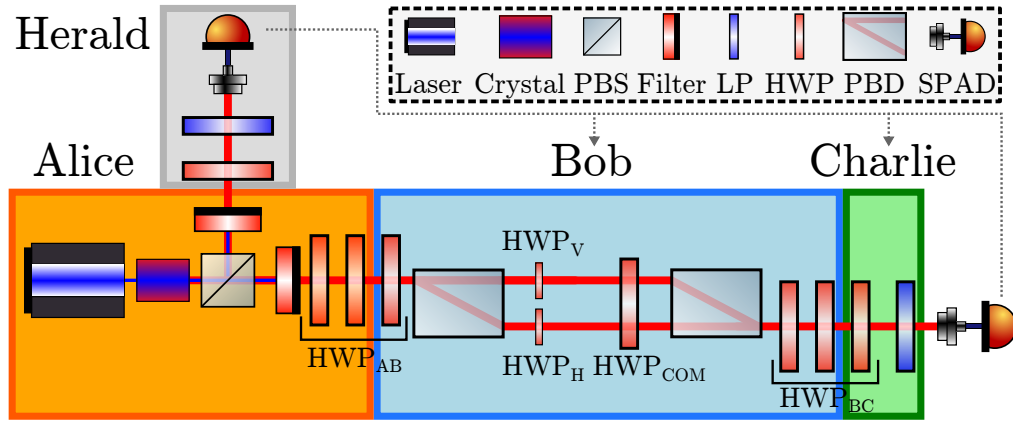 Herald
Laser Crystal PBS Filter LP HWP PBD SPAD
Alice Bob Charlie
HWP_V
HWP_AB HWP_H HWP_COM
HWP_BC